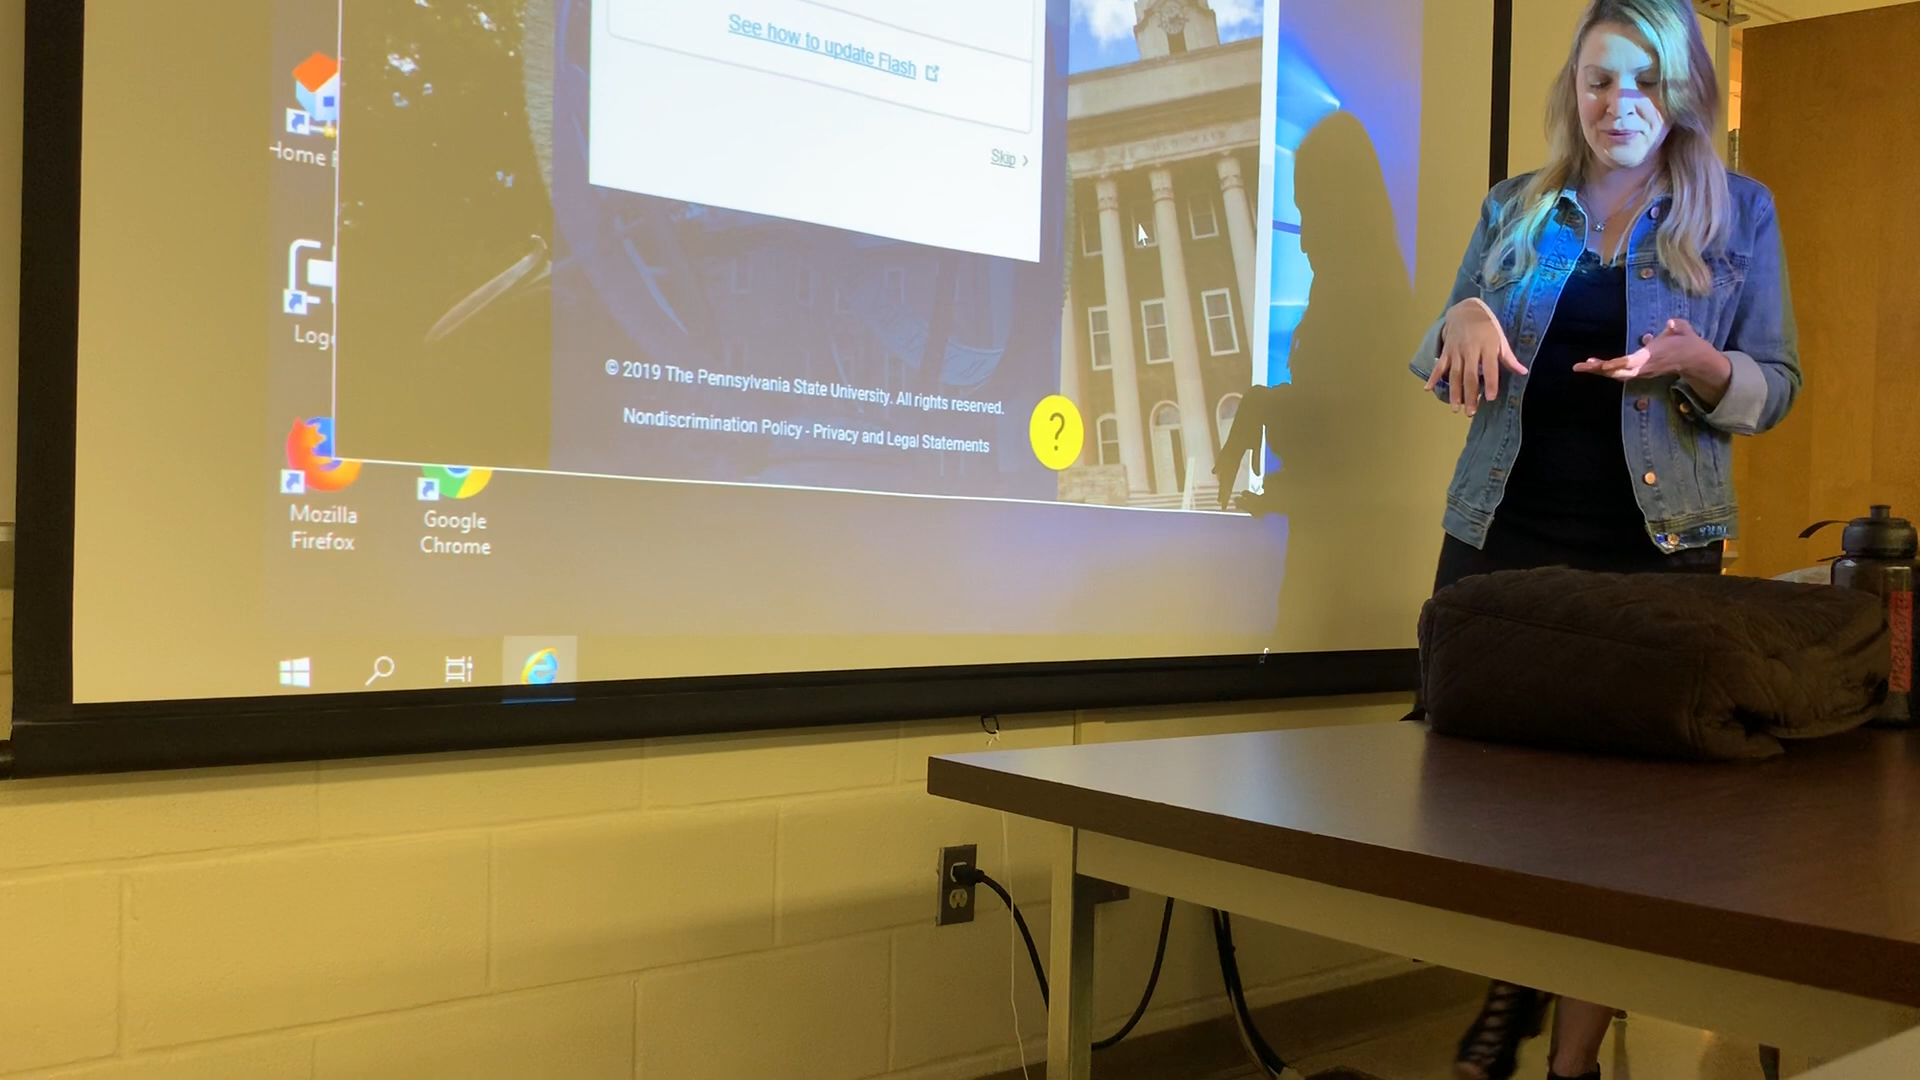 See how to update Flash
Skip
Home
Log
© 2019 The Pennsylvania State University. All rights reserved.
Nondiscrimination Policy - Privacy and Legal Statements
?
Mozilla
Firefox
Google
Chrome